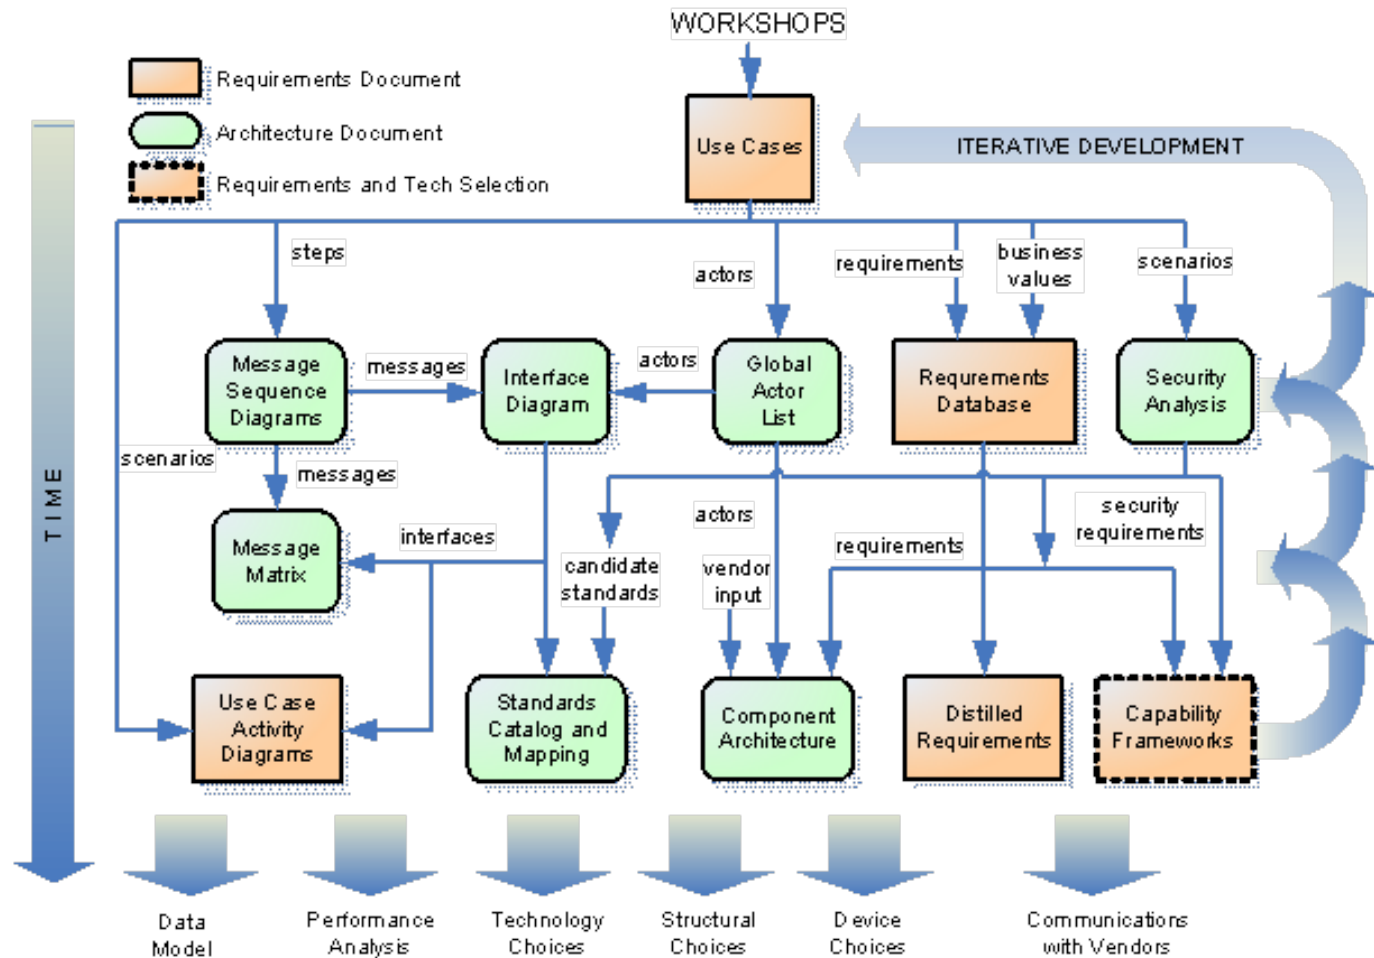 WORKSHOPS
Requirements Document
Architecture Document
Requirements and Tech Selection
Use Cases
ITERATIVE DEVELOPMENT
steps
actors
requirements
business
values
scenarios
Message
Sequence
Diagrams
messages
Interface
Diagram
actors
Global
Actor
List
Requrements
Database
Security
Analysis
TIME
scenarios
messages
actors
security
requirements
Message
Matrix
interfaces
candidate
standards
vendor
input
requirements
Use Case
Activity
Diagrams
Standards
Catalog and
Mapping
Component
Architecture
Distilled
Requirements
Capability
Frameworks
Data
Model
Performance
Analysis
Technology
Choices
Structural
Choices
Device
Choices
Communications
with Vendors